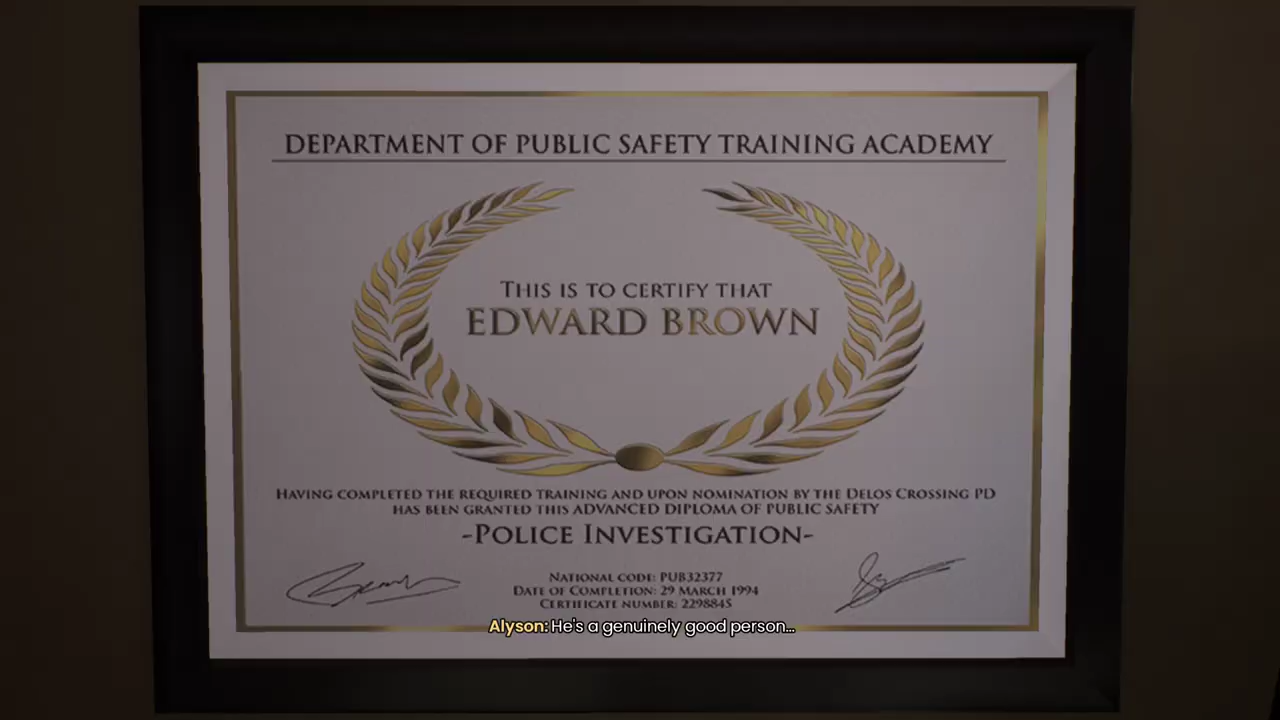 DEPARTMENT OF PUBLIC SAFETY TRAINING ACADEMY
THIS IS TO CERTIFY THAT
EDWARD BROWN
HAVING COMPLETED THE REQUIRED TRAINING AND UPON NOMINATION BY THE DELOS CROSSING PD
HAS BEEN GRANTED THIS ADVANCED DIPLOMA OF PUBLIC SAFETY
-POLICE INVESTIGATION-
NATIONAL CODE: PUB32377
DATE OF COMPLETION: 29 MARCH 1994
CERTIFICATE NUMBER: 2298845
Alyson: He's a genuinely good person...